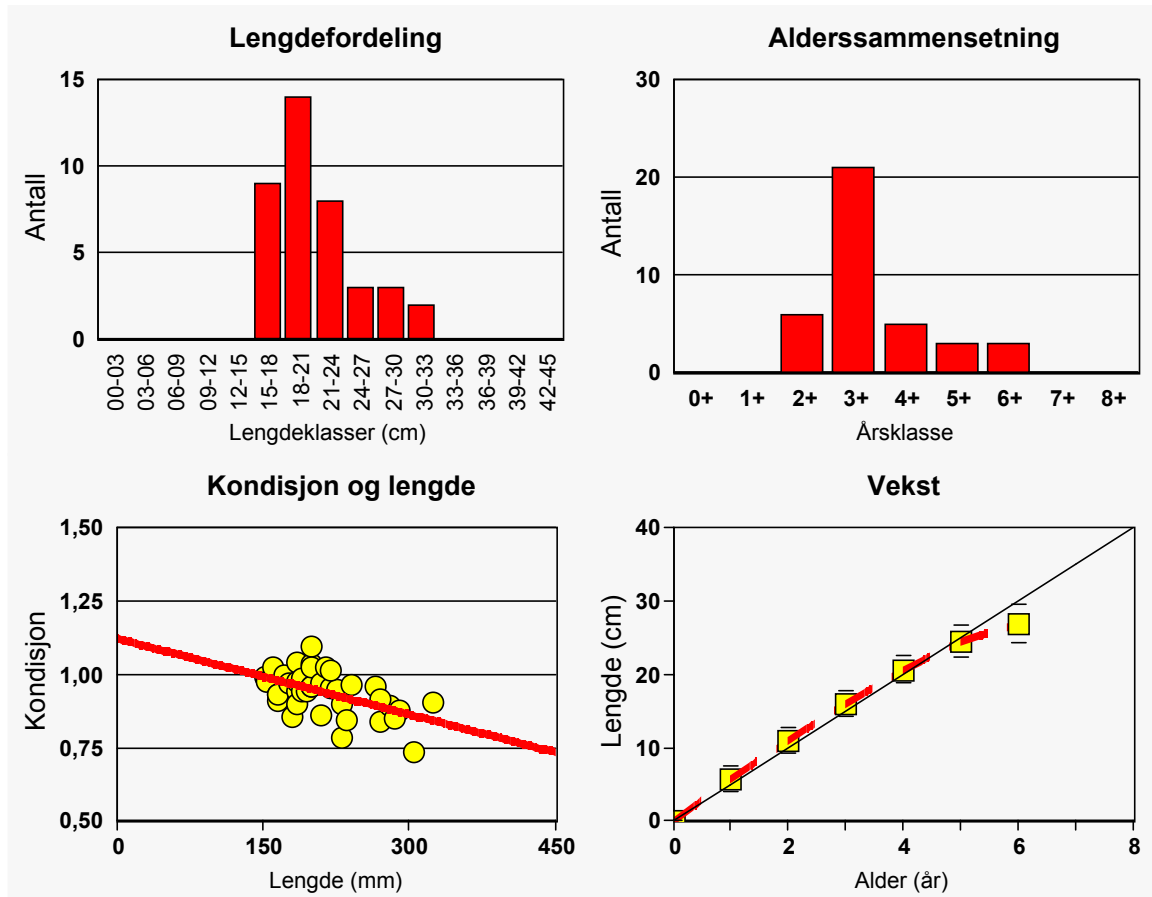 Lengdefordeling
15
10
5
0
Antall
00-03
03-06
06-09
09-12
12-15
15-18
18-21
21-24
24-27
27-30
30-33
33-36
36-39
39-42
42-45
Lengdeklasser (cm)
Alderssammensetning
30
20
10
0
Antall
0+ 1+ 2+ 3+ 4+ 5+ 6+ 7+ 8+
Årsklasse
Kondisjon og lengde
1,50
1,25
1,00
0,75
0,50
Kondisjon
0 150 300 450
Lengde (mm)
Vekst
40
30
20
10
0
Lengde (cm)
0 2 4 6 8
Alder (år)